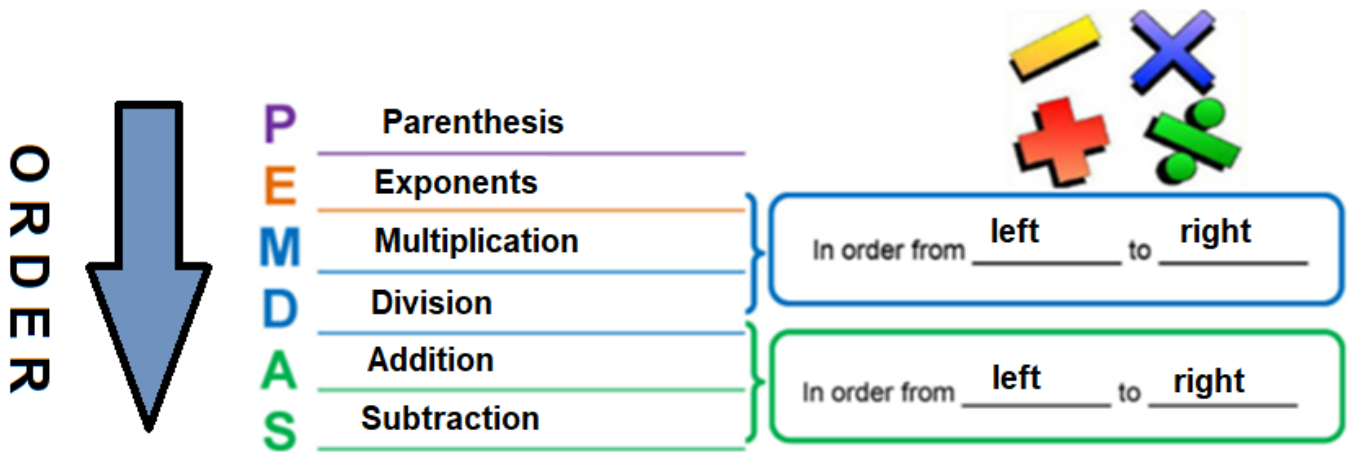 ORDER
P Parenthesis
E Exponents
M Multiplication
D Division
In order from left to right
A Addition
S Subtraction
In order from left to right